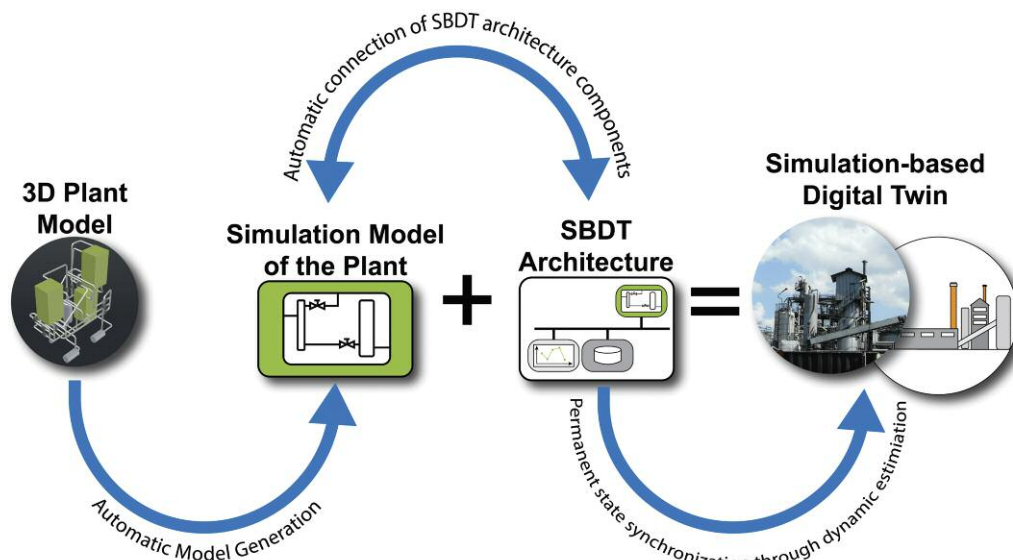 Automatic connection of SBDT architecture components
3D Plant
Model
Simulation Model
of the Plant
+
SBDT
Architecture
=
Simulation-based
Digital Twin
Automatic Model Generation
Permanent state synchronization through dynamic estimiation